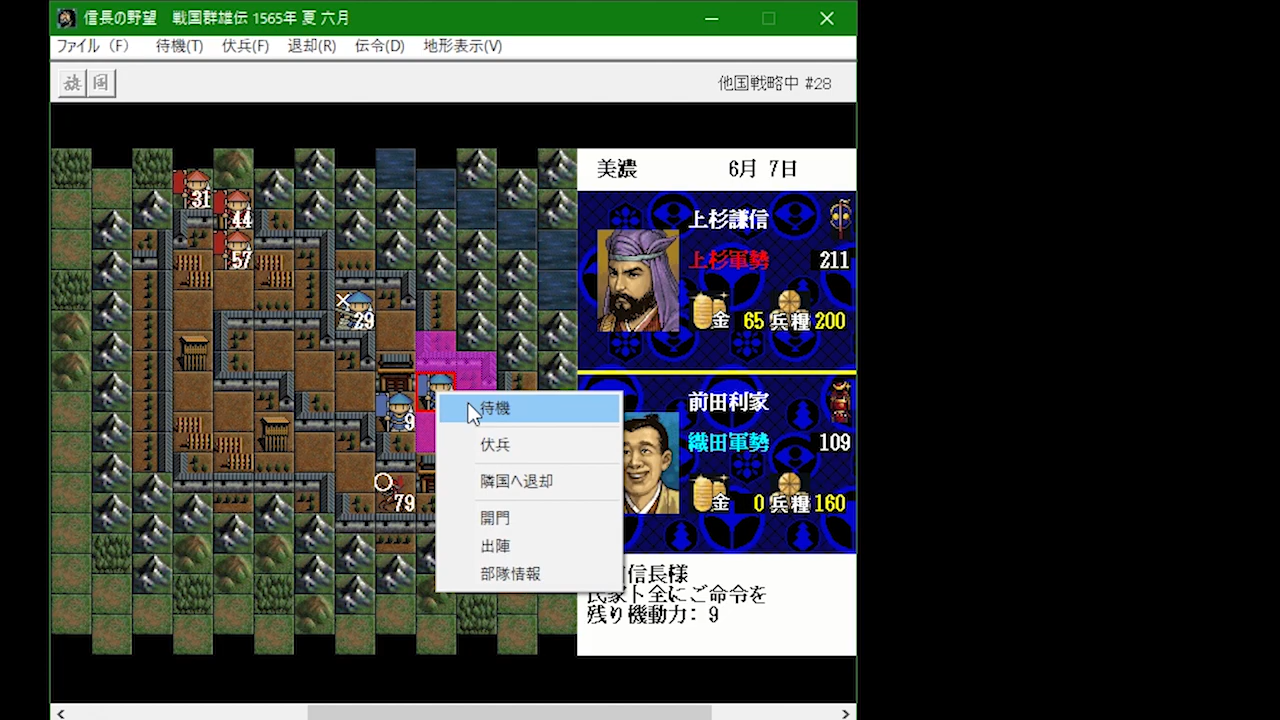 信長の野望　戦国群雄伝 1565年 夏 六月
ファイル（F） 待機(T) 伏兵(F) 退却(R) 伝令(D) 地形表示(V)
旗 国 他国戦略中 #28
美濃 6月 7日
上杉謙信
上杉軍勢 211
金 65 兵糧 200
前田利家
織田軍勢 109
金 0 兵糧 160
信長様
氏家卜全にご命令を
残り機動力: 9
31
44
57
29
9
79
待機
伏兵
隣国へ退却
開門
出陣
部隊情報